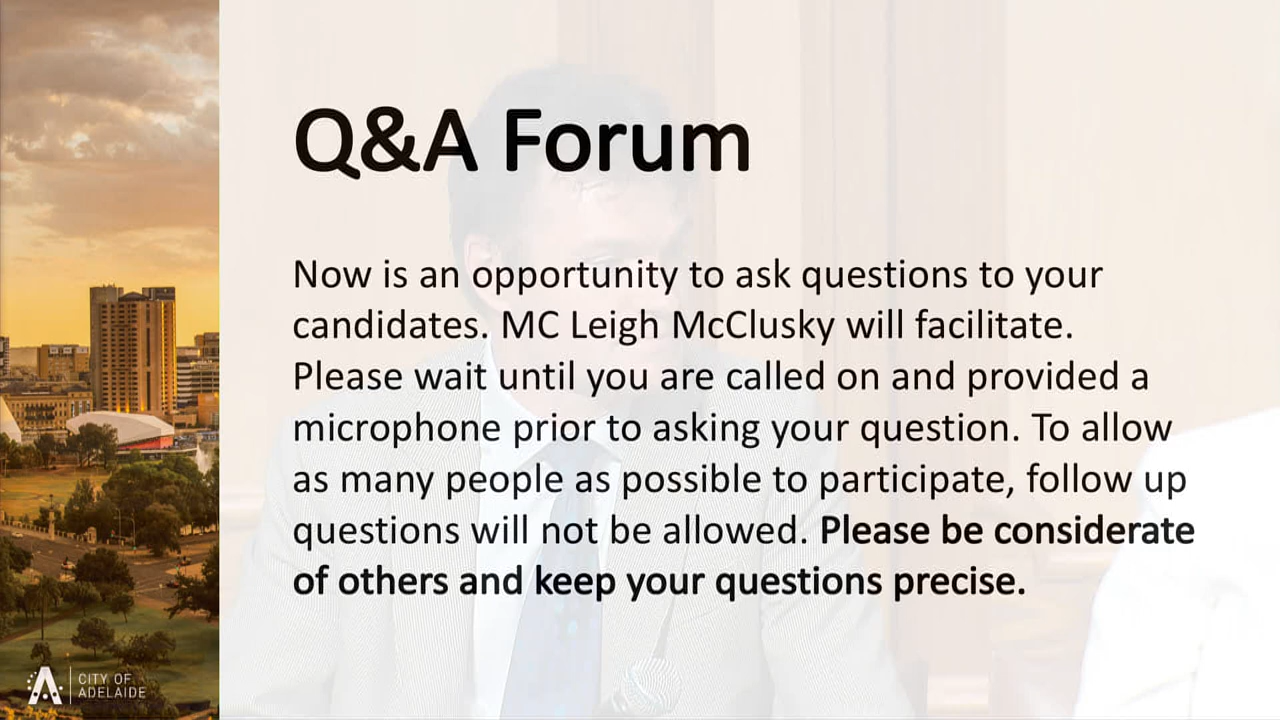 Q&A Forum
Now is an opportunity to ask questions to your
candidates. MC Leigh McClusky will facilitate.
Please wait until you are called on and provided a
microphone prior to asking your question. To allow
as many people as possible to participate, follow up
questions will not be allowed. Please be considerate
of others and keep your questions precise.
CITY OF
ADELAIDE